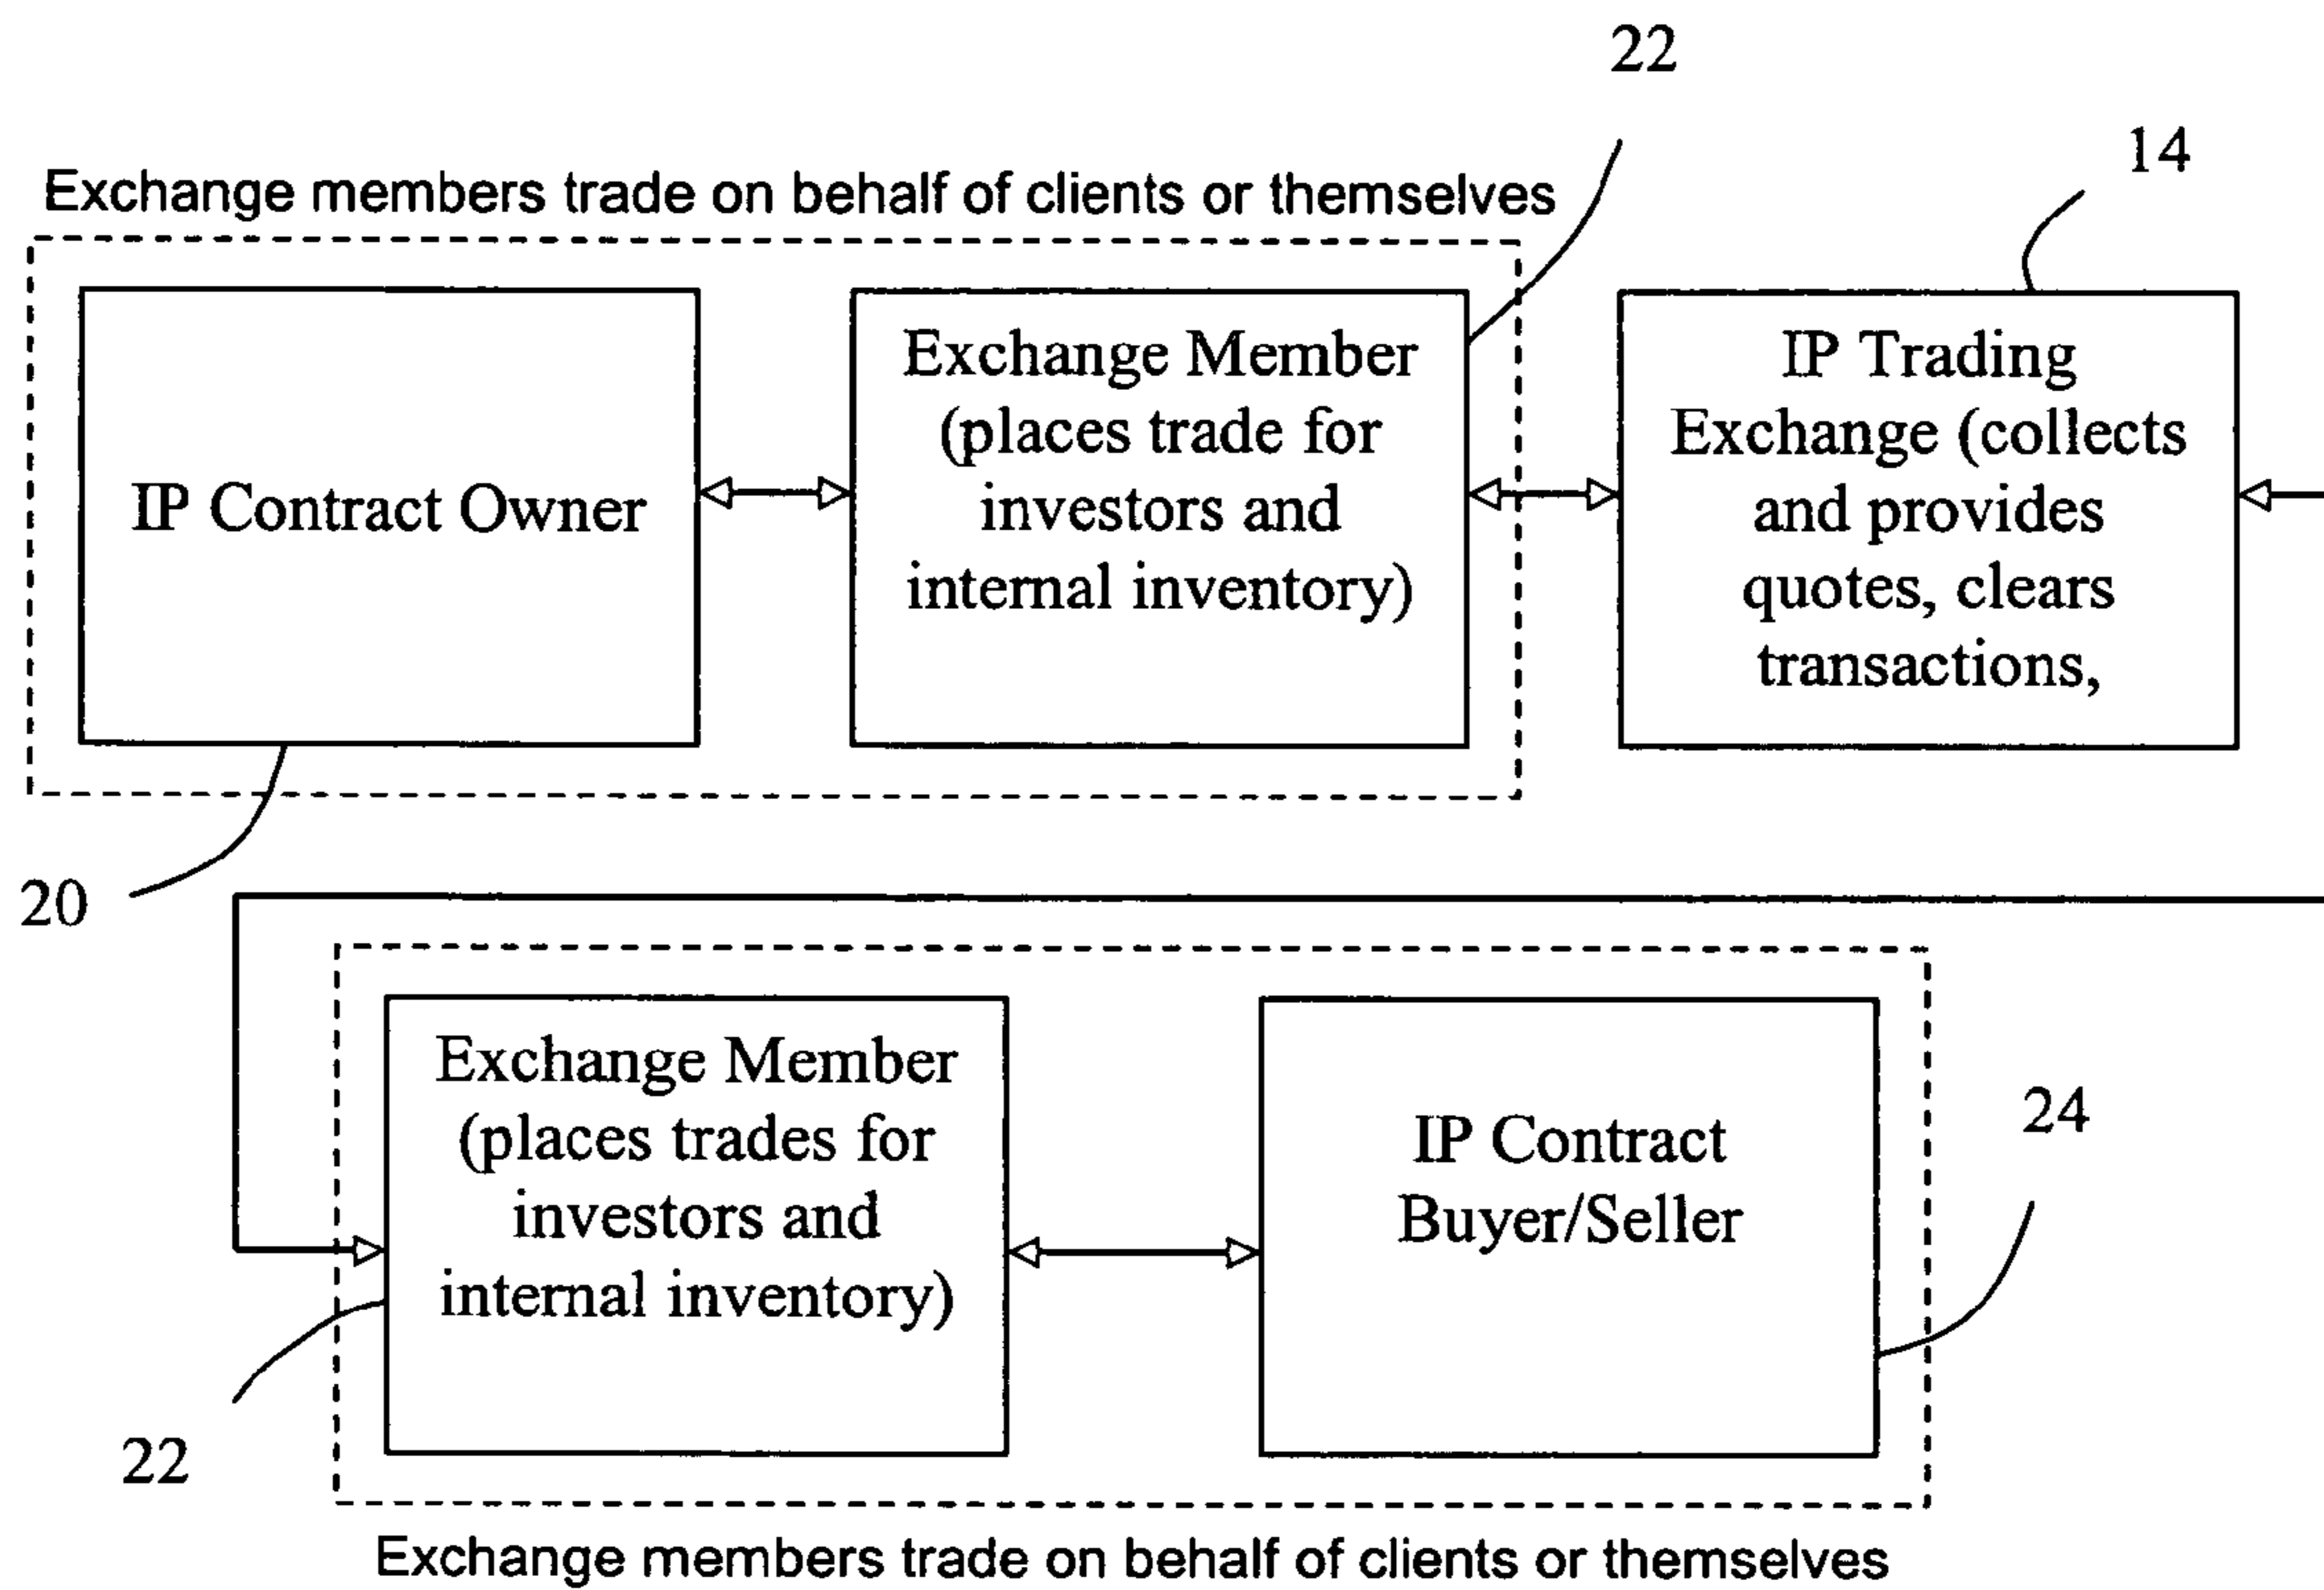 22
14
Exchange members trade on behalf of clients or themselves
IP Contract Owner
Exchange Member
(places trade for
investors and
internal inventory)
IP Trading
Exchange (collects
and provides
quotes, clears
transactions,
20
Exchange Member
(places trades for
investors and
internal inventory)
IP Contract
Buyer/Seller
24
22
Exchange members trade on behalf of clients or themselves